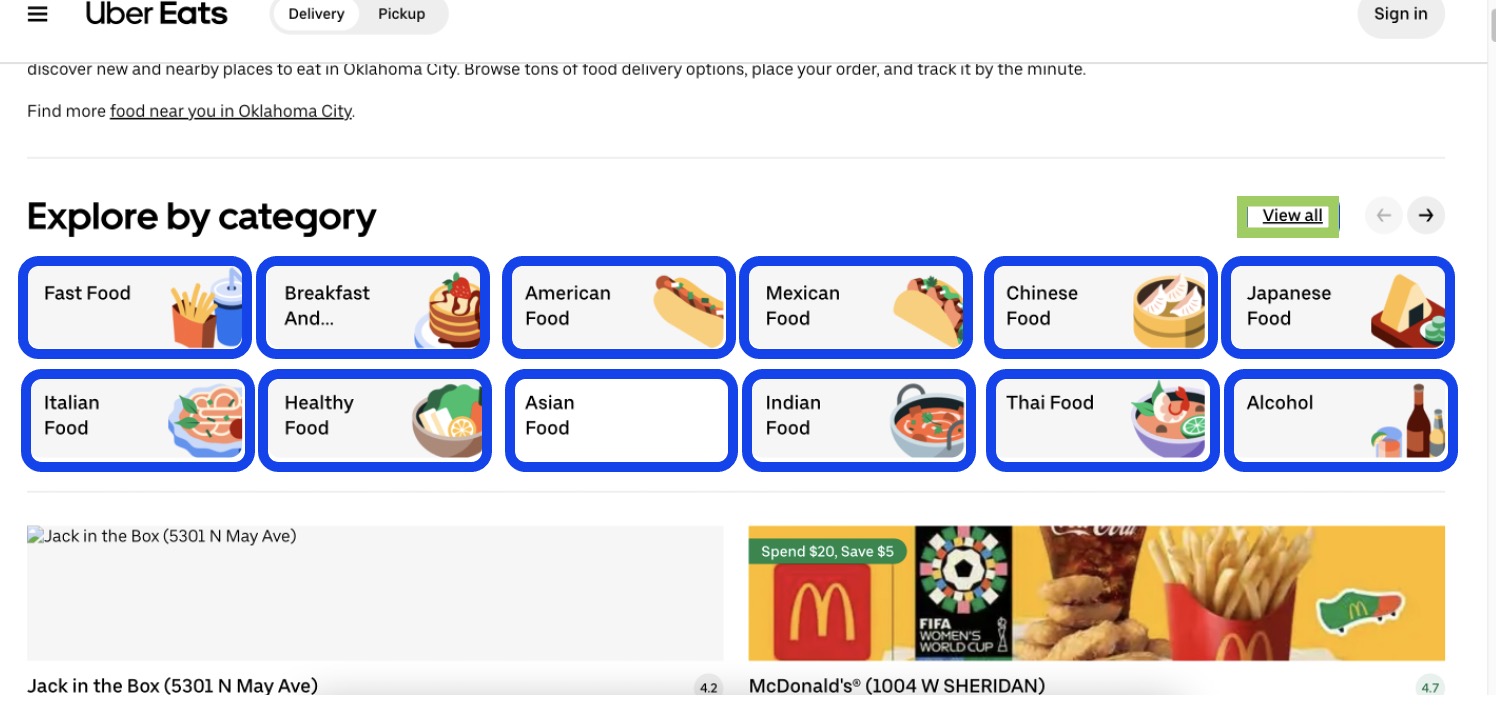 Uber Eats
Delivery
Pickup
Sign in
discover new and nearby places to eat in Oklahoma City. Browse tons of food delivery options, place your order, and track it by the minute.
Find more food near you in Oklahoma City.
Explore by category
View all
Fast Food
Breakfast
And...
American
Food
Mexican
Food
Chinese
Food
Japanese
Food
Italian
Food
Healthy
Food
Asian
Food
Indian
Food
Thai Food
Alcohol
Jack in the Box (5301 N May Ave)
Spend $20, Save $5
Coca-Cola
FIFA
WOMEN'S
WORLD CUP
Jack in the Box (5301 N May Ave)
4.2
McDonald's® (1004 W SHERIDAN)
4.7